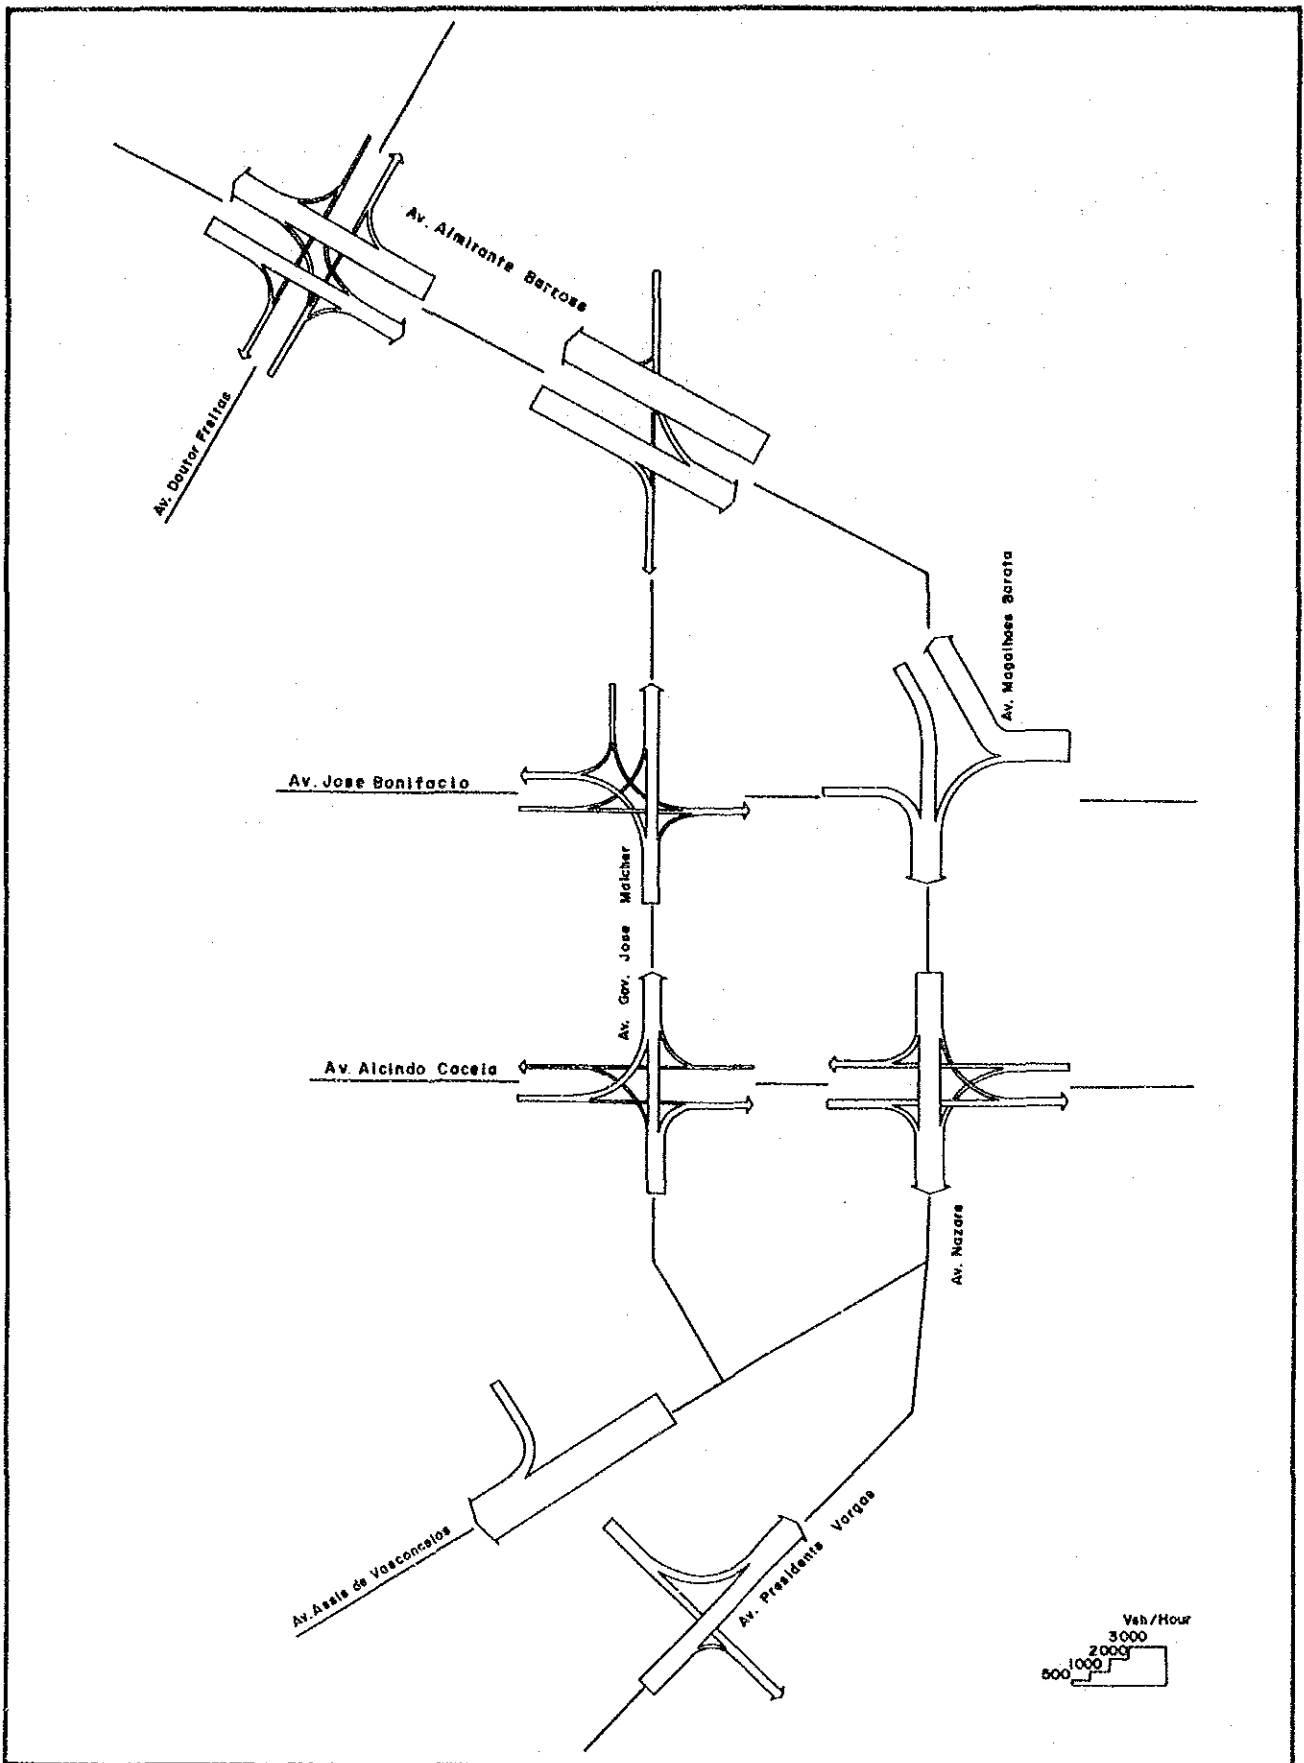 Av. Almirante Barroso
Av. Doutor Freitas
Av. Magalhaes Barata
Av. Jose Bonifacio
Av. Gov. Jose Malcher
Av. Alcindo Cacela
Av. Nazare
Av. Assis de Vasconcelos
Av. Presidente Vargas
Veh/Hour
3000
2000
1000
500